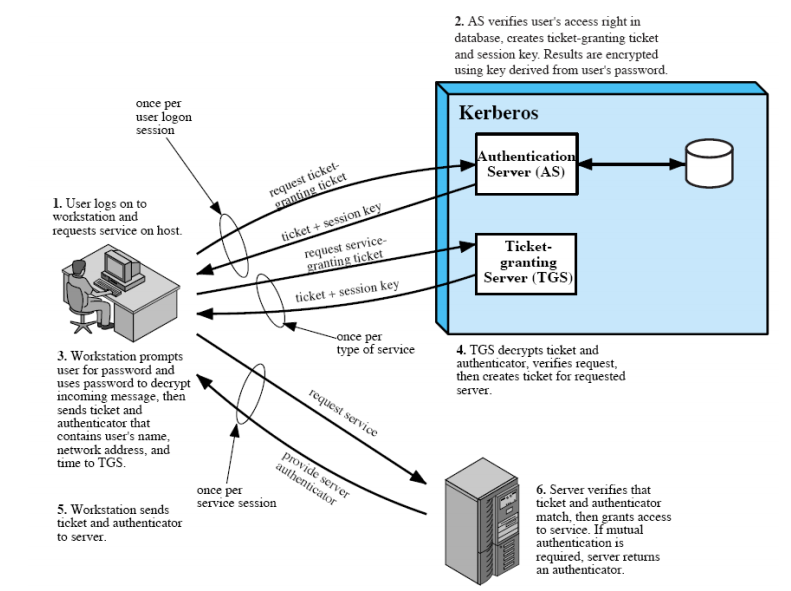 2. AS verifies user's access right in
database, creates ticket-granting ticket
and session key. Results are encrypted
using key derived from user's password.
once per
user logon
session
Kerberos
Authentication
Server (AS)
request ticket-
granting ticket
1. User logs on to
workstation and
requests service on host.
ticket + session key
request service-
granting ticket
Ticket-
granting
Server (TGS)
ticket + session key
once per
type of service
3. Workstation prompts
user for password and
uses password to decrypt
incoming message, then
sends ticket and
authenticator that
contains user's name,
network address, and
time to TGS.
4. TGS decrypts ticket and
authenticator, verifies request,
then creates ticket for requested
server.
request service
provide server
authenticator
once per
service session
5. Workstation sends
ticket and authenticator
to server.
6. Server verifies that
ticket and authenticator
match, then grants access
to service. If mutual
authentication is
required, server returns
an authenticator.